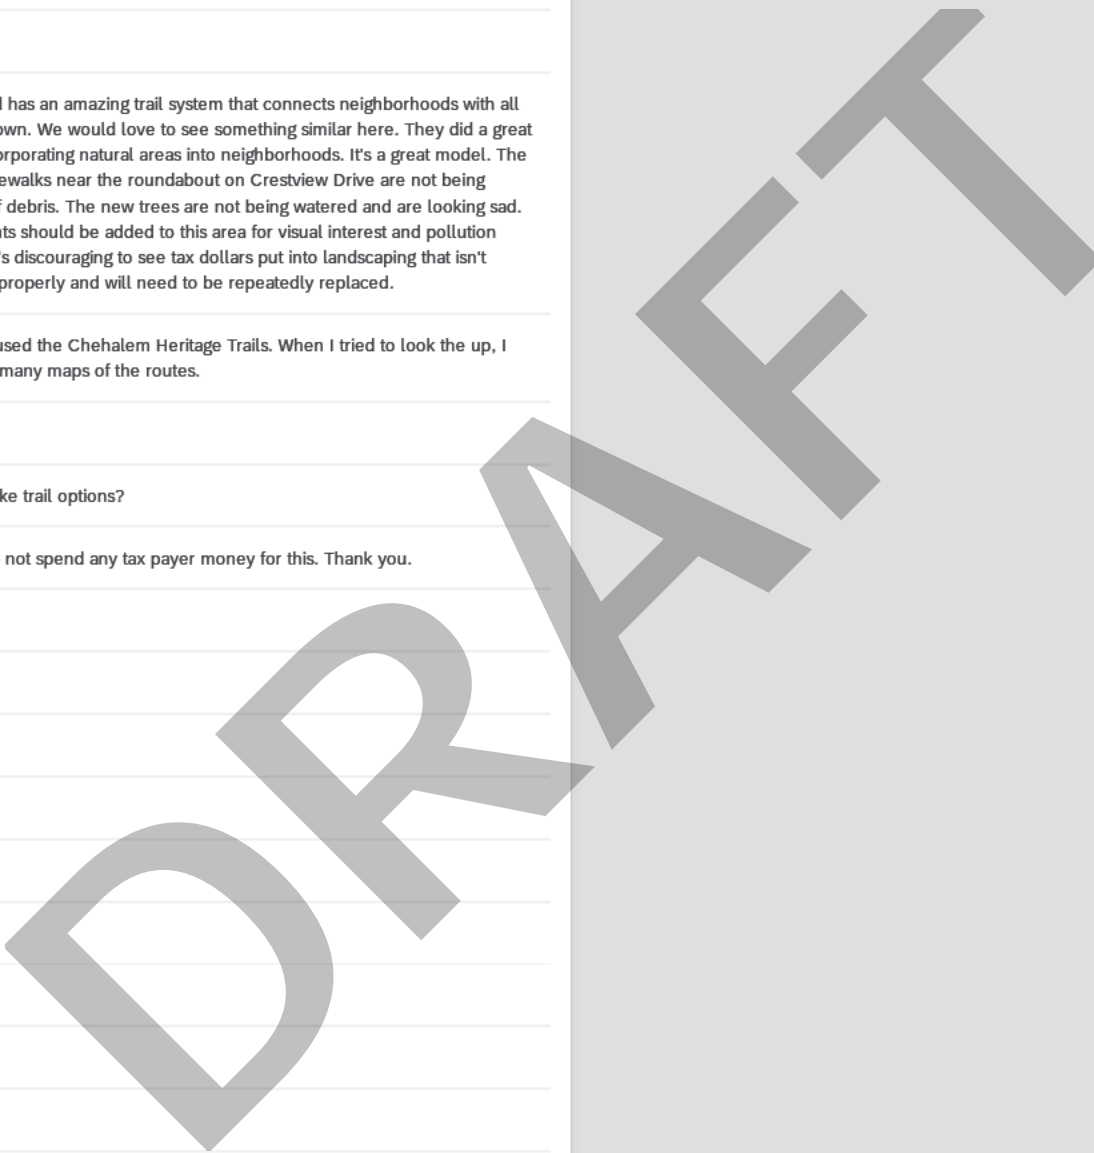 has an amazing trail system that connects neighborhoods with all
We would love to see something similar here. They did a great
natural areas into neighborhoods. It's a great model. The
near the roundabout on Crestview Drive are not being
debris. The new trees are not being watered and are looking sad.
should be added to this area for visual interest and pollution
discouraging to see tax dollars put into landscaping that isn't
properly and will need to be repeatedly replaced.
used the Chehalem Heritage Trails. When I tried to look the up, I
many maps of the routes.
trail options?
not spend any tax payer money for this. Thank you.
DRAFT